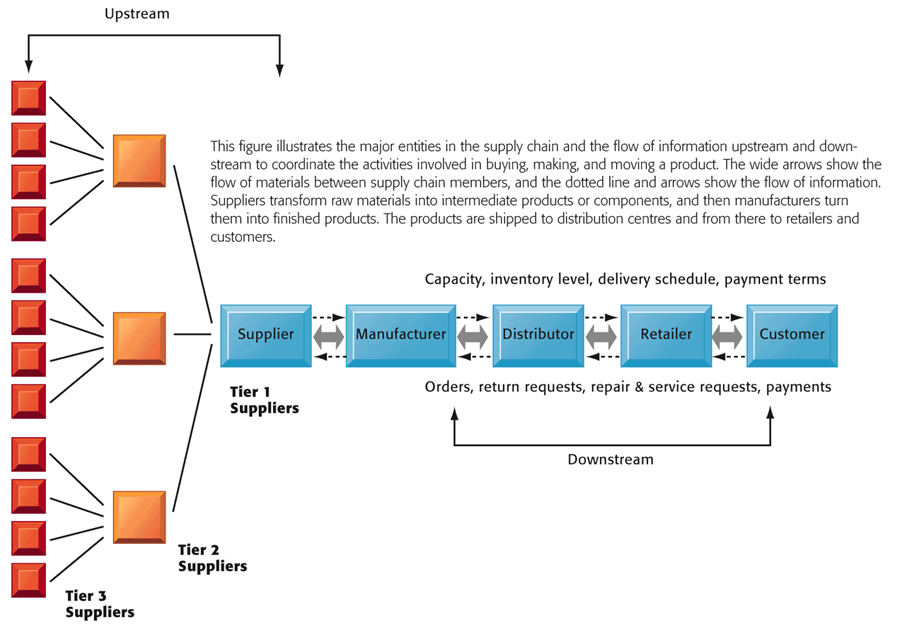 Upstream
This figure illustrates the major entities in the supply chain and the flow of information upstream and down-
stream to coordinate the activities involved in buying, making, and moving a product. The wide arrows show the
flow of materials between supply chain members, and the dotted line and arrows show the flow of information.
Suppliers transform raw materials into intermediate products or components, and then manufacturers turn
them into finished products. The products are shipped to distribution centres and from there to retailers and
customers.
Capacity, inventory level, delivery schedule, payment terms
Supplier
Manufacturer
Distributor
Retailer
Customer
Tier 1
Suppliers
Orders, return requests, repair & service requests, payments
Downstream
Tier 2
Suppliers
Tier 3
Suppliers